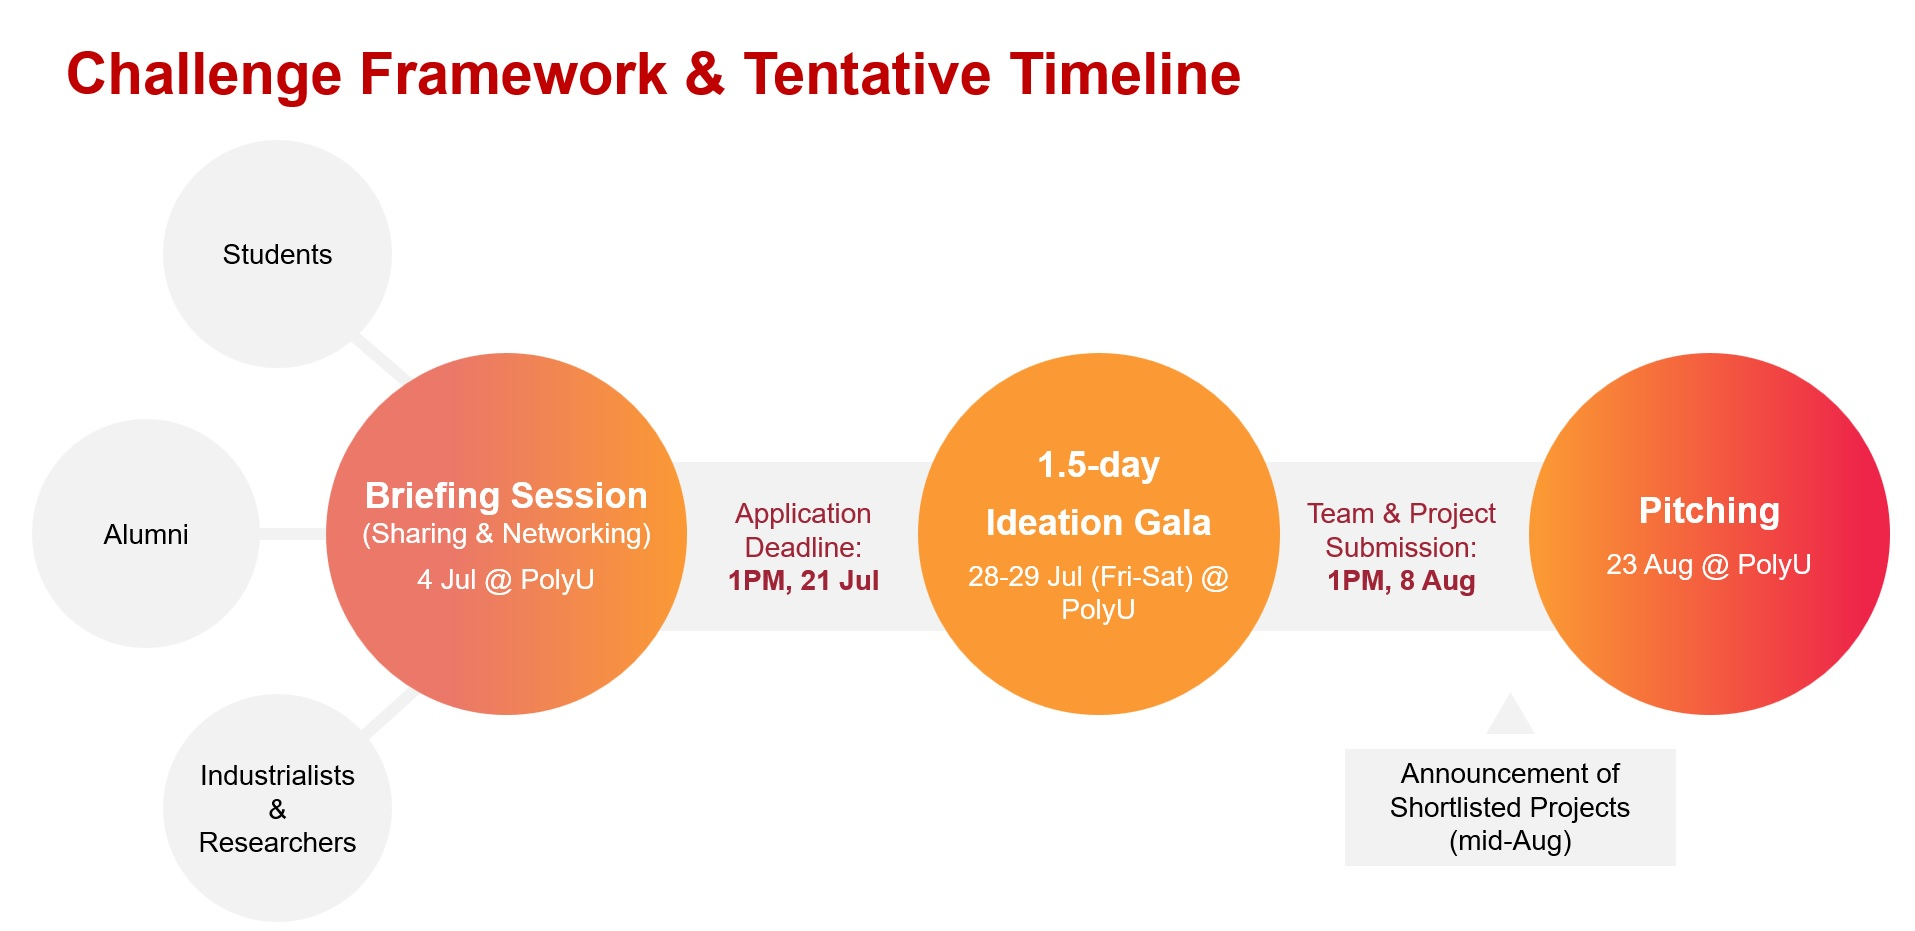 Challenge Framework & Tentative Timeline
Students
Alumni
Industrialists
&
Researchers
Briefing Session
(Sharing & Networking)
4 Jul @ PolyU
Application
Deadline:
1PM, 21 Jul
1.5-day
Ideation Gala
28-29 Jul (Fri-Sat) @
PolyU
Team & Project
Submission:
1PM, 8 Aug
Pitching
23 Aug @ PolyU
Announcement of
Shortlisted Projects
(mid-Aug)